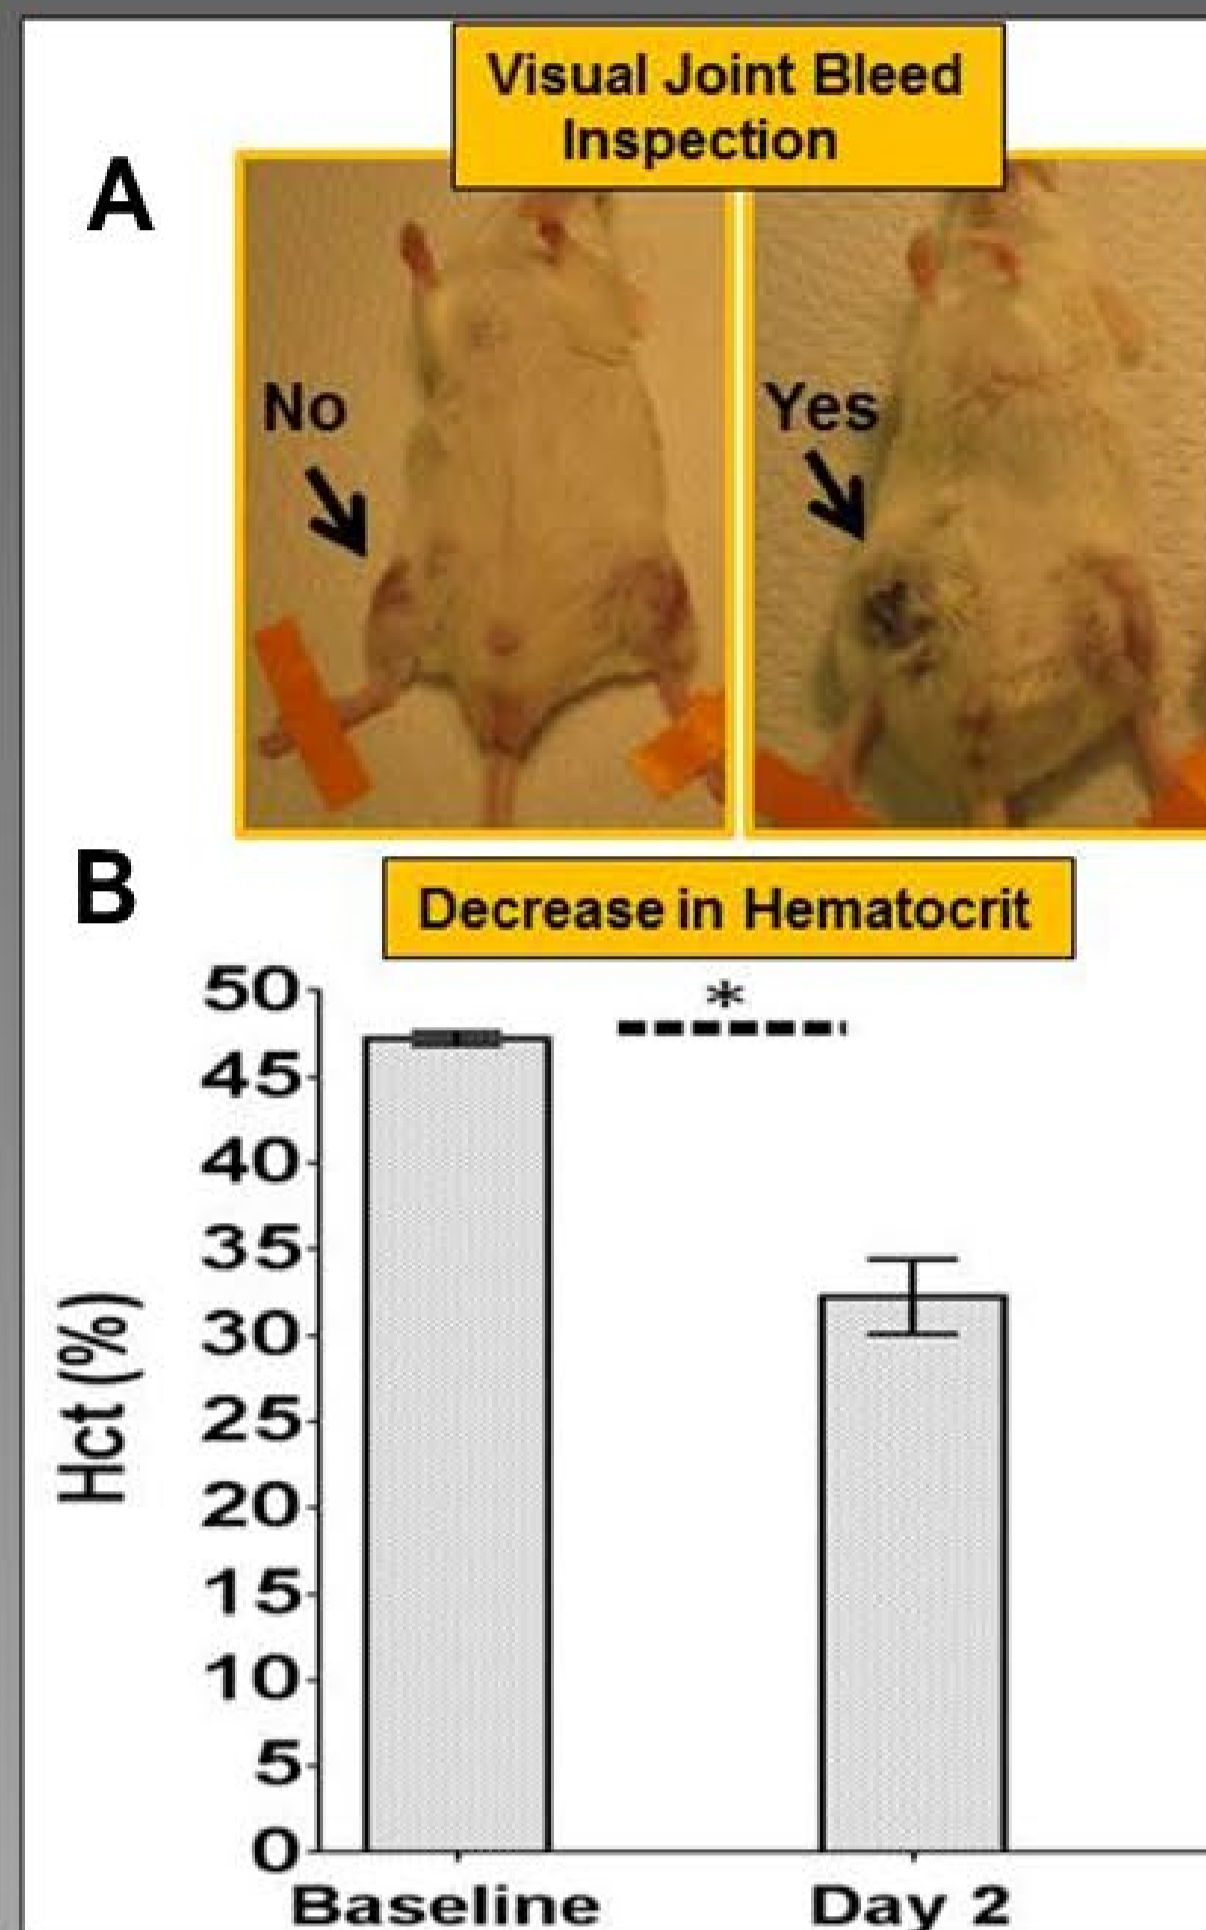 Visual Joint Bleed
Inspection
A
No
Yes
B
Decrease in Hematocrit
*
50
45
40
35
30
25
20
15
10
5
0
Hct (%)
Baseline
Day 2